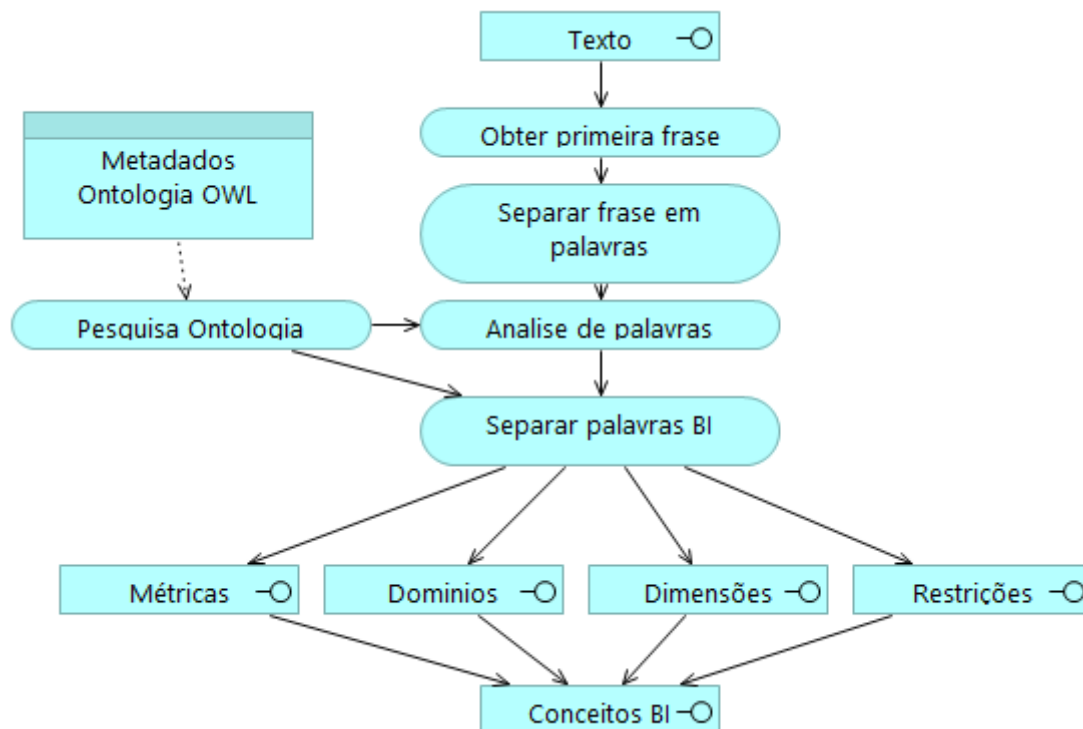 Texto
Obter primeira frase
Metadados
Ontologia OWL
Separar frase em
palavras
Pesquisa Ontologia
Analise de palavras
Separar palavras BI
Métricas
Dominios
Dimensões
Restrições
Conceitos BI